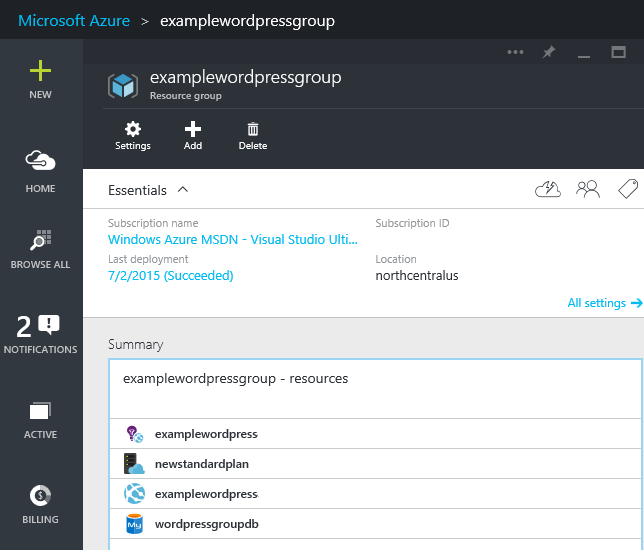 Microsoft Azure > examplewordpressgroup
NEW
examplewordpressgroup
Resource group
Settings Add Delete
HOME
Essentials
Subscription name Subscription ID
Windows Azure MSDN - Visual Studio Ulti...
BROWSE ALL
Last deployment Location
7/2/2015 (Succeeded) northcentralus
All settings
2
NOTIFICATIONS
Summary
examplewordpressgroup - resources
ACTIVE
examplewordpress
newstandardplan
examplewordpress
BILLING
My
wordpressgroupdb